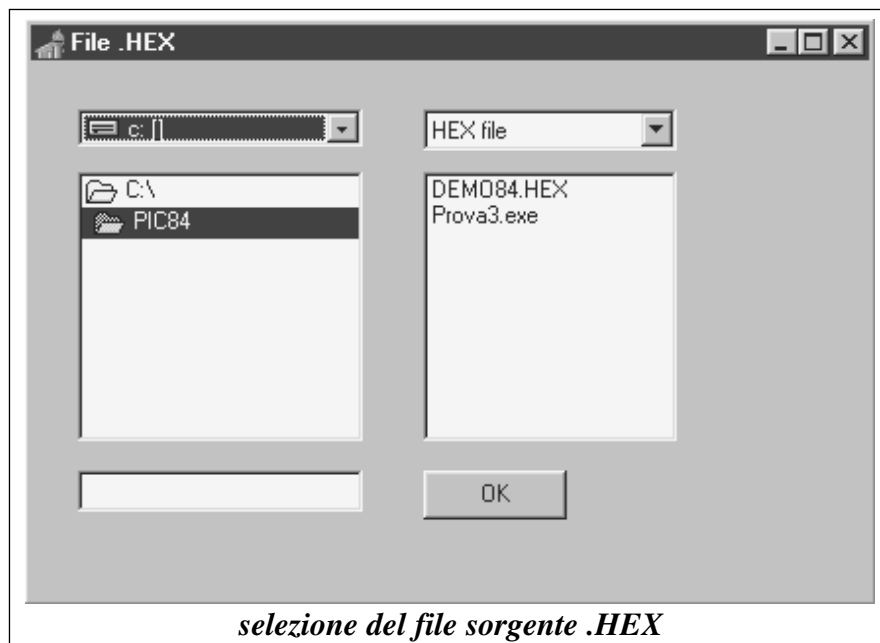 File .HEX
c: []
HEX file
C:\
PIC84
DEMO84.HEX
Prova3.exe
OK
selezione del file sorgente .HEX